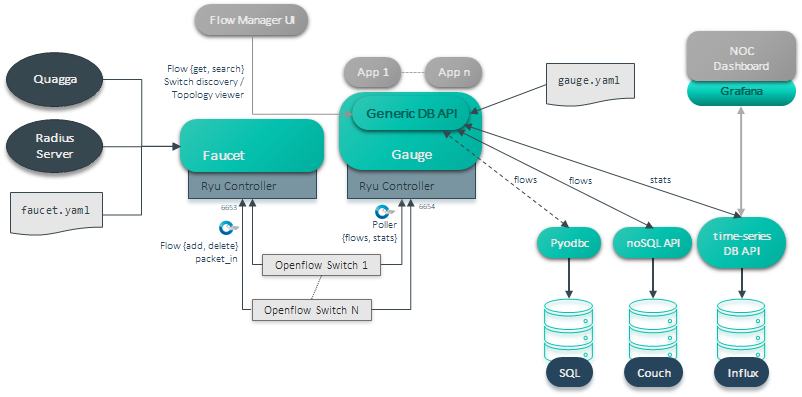 Flow Manager UI
Flow {get, search}
Switch discovery /
Topology viewer
App 1
App n
NOC
Dashboard
Grafana
Quagga
gauge.yaml
Generic DB API
Radius
Server
Faucet
Gauge
Ryu Controller
Ryu Controller
faucet.yaml
6653
6654
Poller
{flows, stats}
Flow {add, delete}
packet_in
flows
flows
stats
Openflow Switch 1
Openflow Switch N
Pyodbc
noSQL API
time-series
DB API
SQL
Couch
Influx